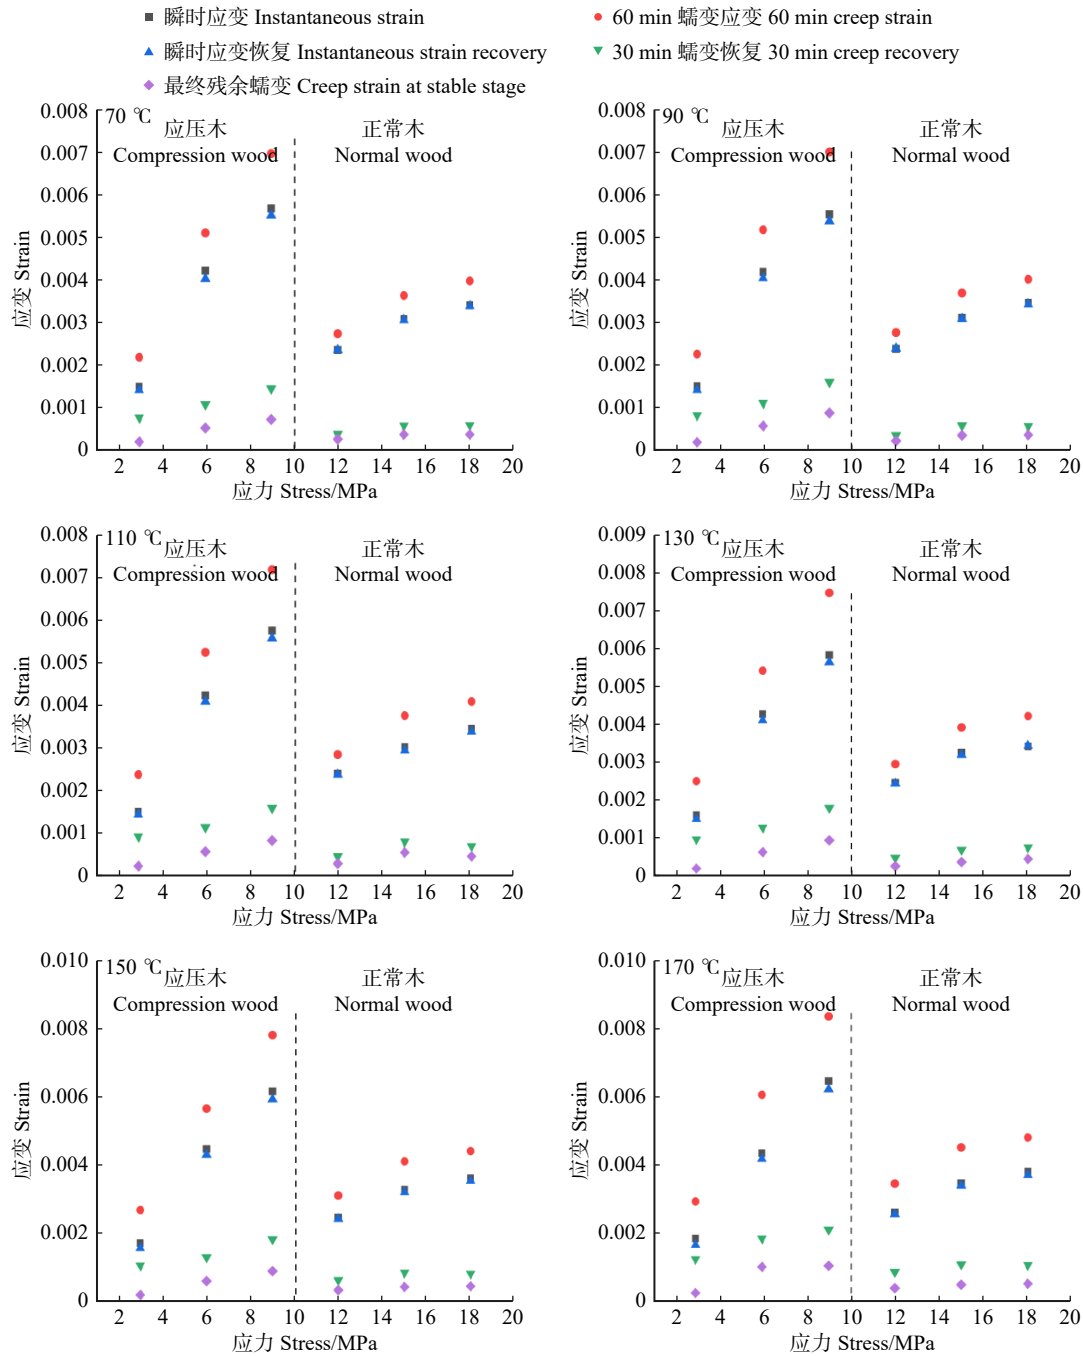 瞬时应变 Instantaneous strain
60 min 蠕变应变 60 min creep strain
瞬时应变恢复 Instantaneous strain recovery
30 min 蠕变恢复 30 min creep recovery
最终残余蠕变 Creep strain at stable stage
70 ℃
应压木
Compression wood
正常木
Normal wood
0.008
0.007
0.006
0.005
0.004
0.003
0.002
0.001
0
应变 Strain
2 4 6 8 10 12 14 16 18 20
应力 Stress/MPa
90 ℃
应压木
Compression wood
正常木
Normal wood
0.008
0.007
0.006
0.005
0.004
0.003
0.002
0.001
0
应变 Strain
2 4 6 8 10 12 14 16 18 20
应力 Stress/MPa
110 ℃
应压木
Compression wood
正常木
Normal wood
0.008
0.007
0.006
0.005
0.004
0.003
0.002
0.001
0
应变 Strain
2 4 6 8 10 12 14 16 18 20
应力 Stress/MPa
130 ℃
应压木
Compression wood
正常木
Normal wood
0.009
0.008
0.007
0.006
0.005
0.004
0.003
0.002
0.001
0
应变 Strain
2 4 6 8 10 12 14 16 18 20
应力 Stress/MPa
150 ℃
应压木
Compression wood
正常木
Normal wood
0.010
0.008
0.006
0.004
0.002
0
应变 Strain
2 4 6 8 10 12 14 16 18 20
应力 Stress/MPa
170 ℃
应压木
Compression wood
正常木
Normal wood
0.010
0.008
0.006
0.004
0.002
0
应变 Strain
2 4 6 8 10 12 14 16 18 20
应力 Stress/MPa